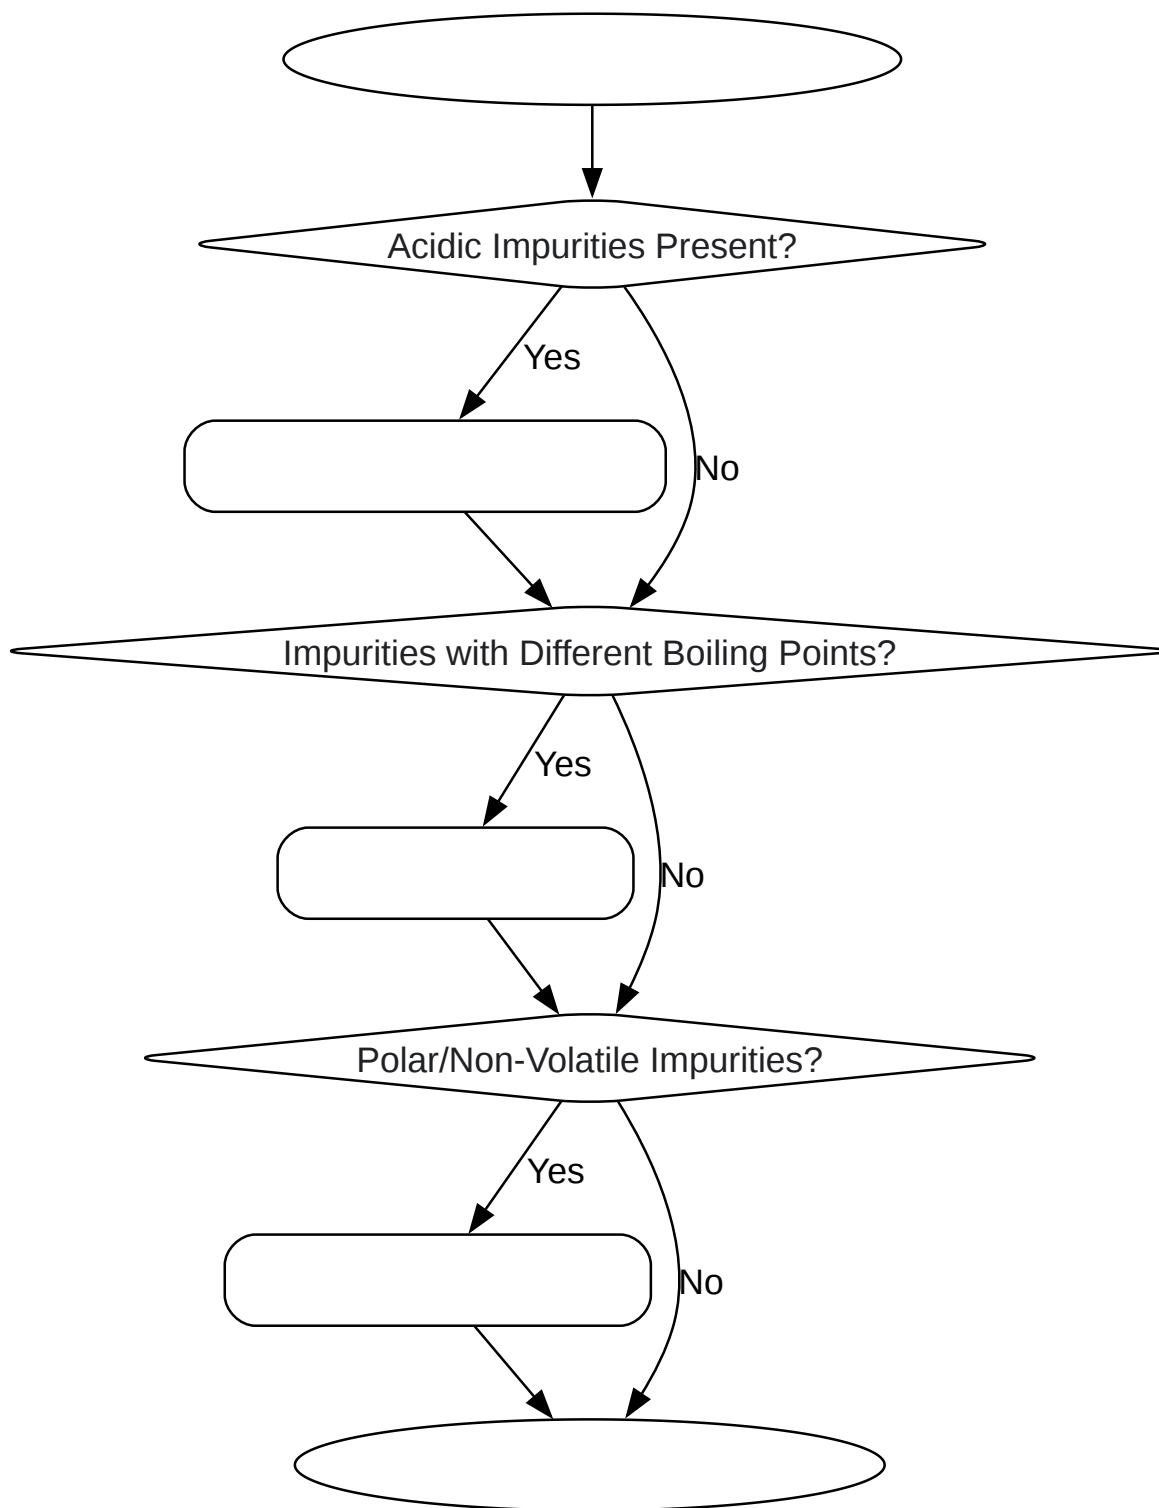 Acidic Impurities Present?
Yes
No
Impurities with Different Boiling Points?
Yes
No
Polar/Non-Volatile Impurities?
Yes
No